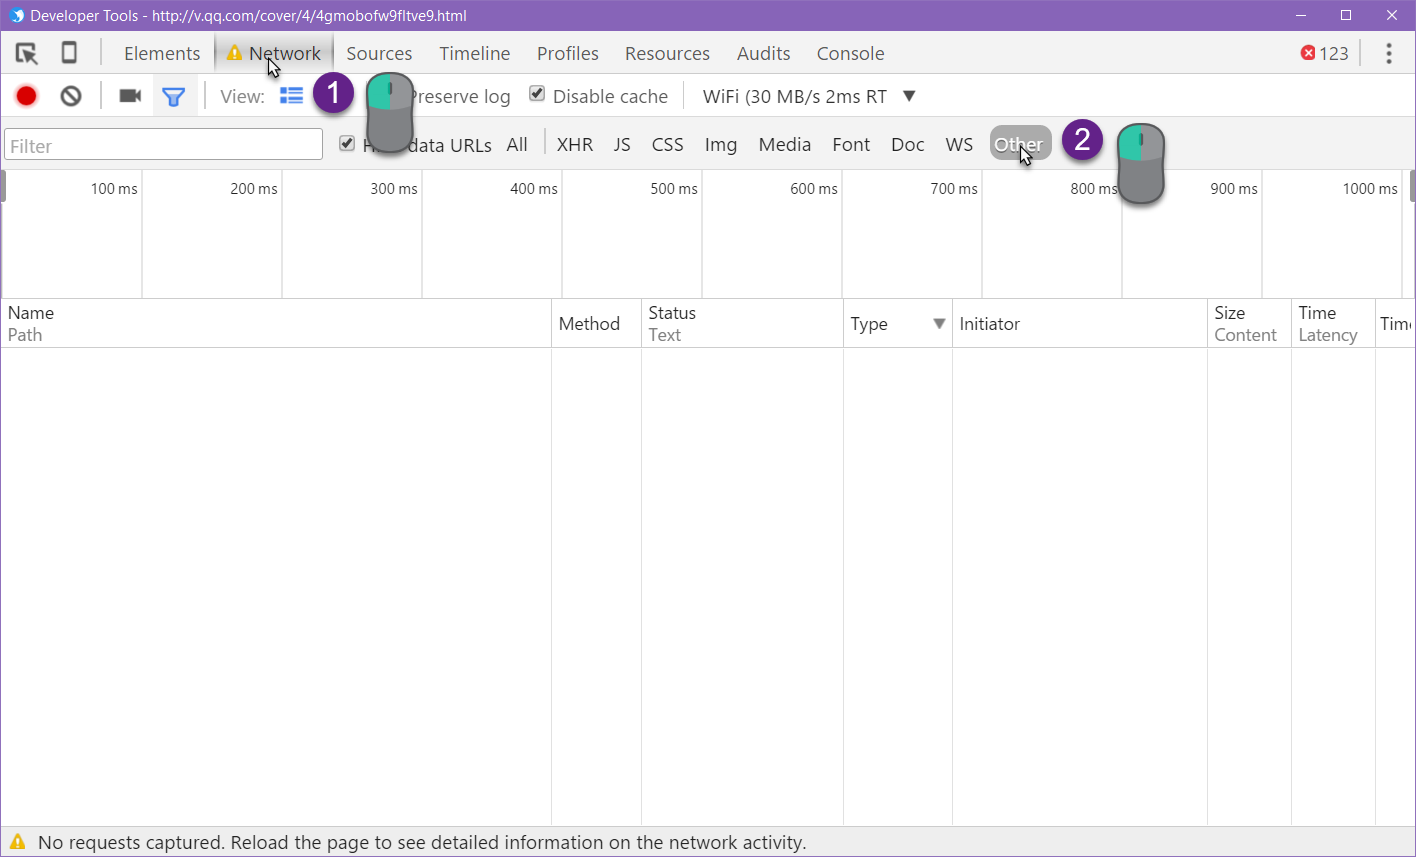 Developer Tools - http://v.qq.com/cover/4/4gmobofw9fltve9.html
Elements Network Sources Timeline Profiles Resources Audits Console 123
View: 1 Preserve log Disable cache WiFi (30 MB/s 2ms RT
Filter data URLs All XHR JS CSS Img Media Font Doc WS Other 2
100 ms 200 ms 300 ms 400 ms 500 ms 600 ms 700 ms 800 ms 900 ms 1000 ms
Name Method Status Type Initiator Size Time Time
Path Text Content Latency
No requests captured. Reload the page to see detailed information on the network activity.